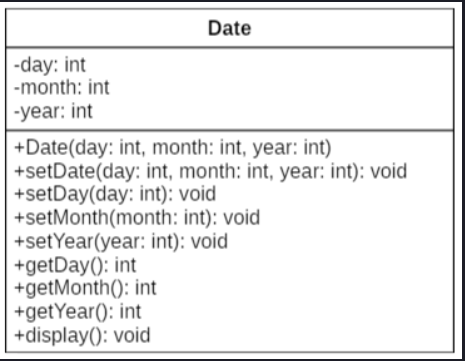 Date
-day: int
-month: int
-year: int
+Date(day: int, month: int, year: int)
+setDate(day: int, month: int, year: int): void
+setDay(day: int): void
+setMonth(month: int): void
+setYear(year: int): void
+getDay(): int
+getMonth(): int
+getYear(): int
+display(): void